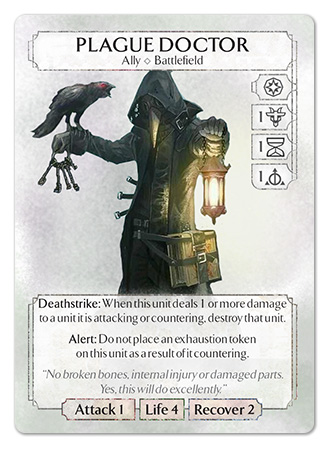 PLAGUE DOCTOR
Ally ◇ Battlefield
1
1
1
Deathstrike: When this unit deals 1 or more damage
to a unit it is attacking or countering, destroy that unit.
Alert: Do not place an exhaustion token
on this unit as a result of it countering.
"No broken bones, internal injury or damaged parts.
Yes, this will do excellently."
Attack 1 Life 4 Recover 2